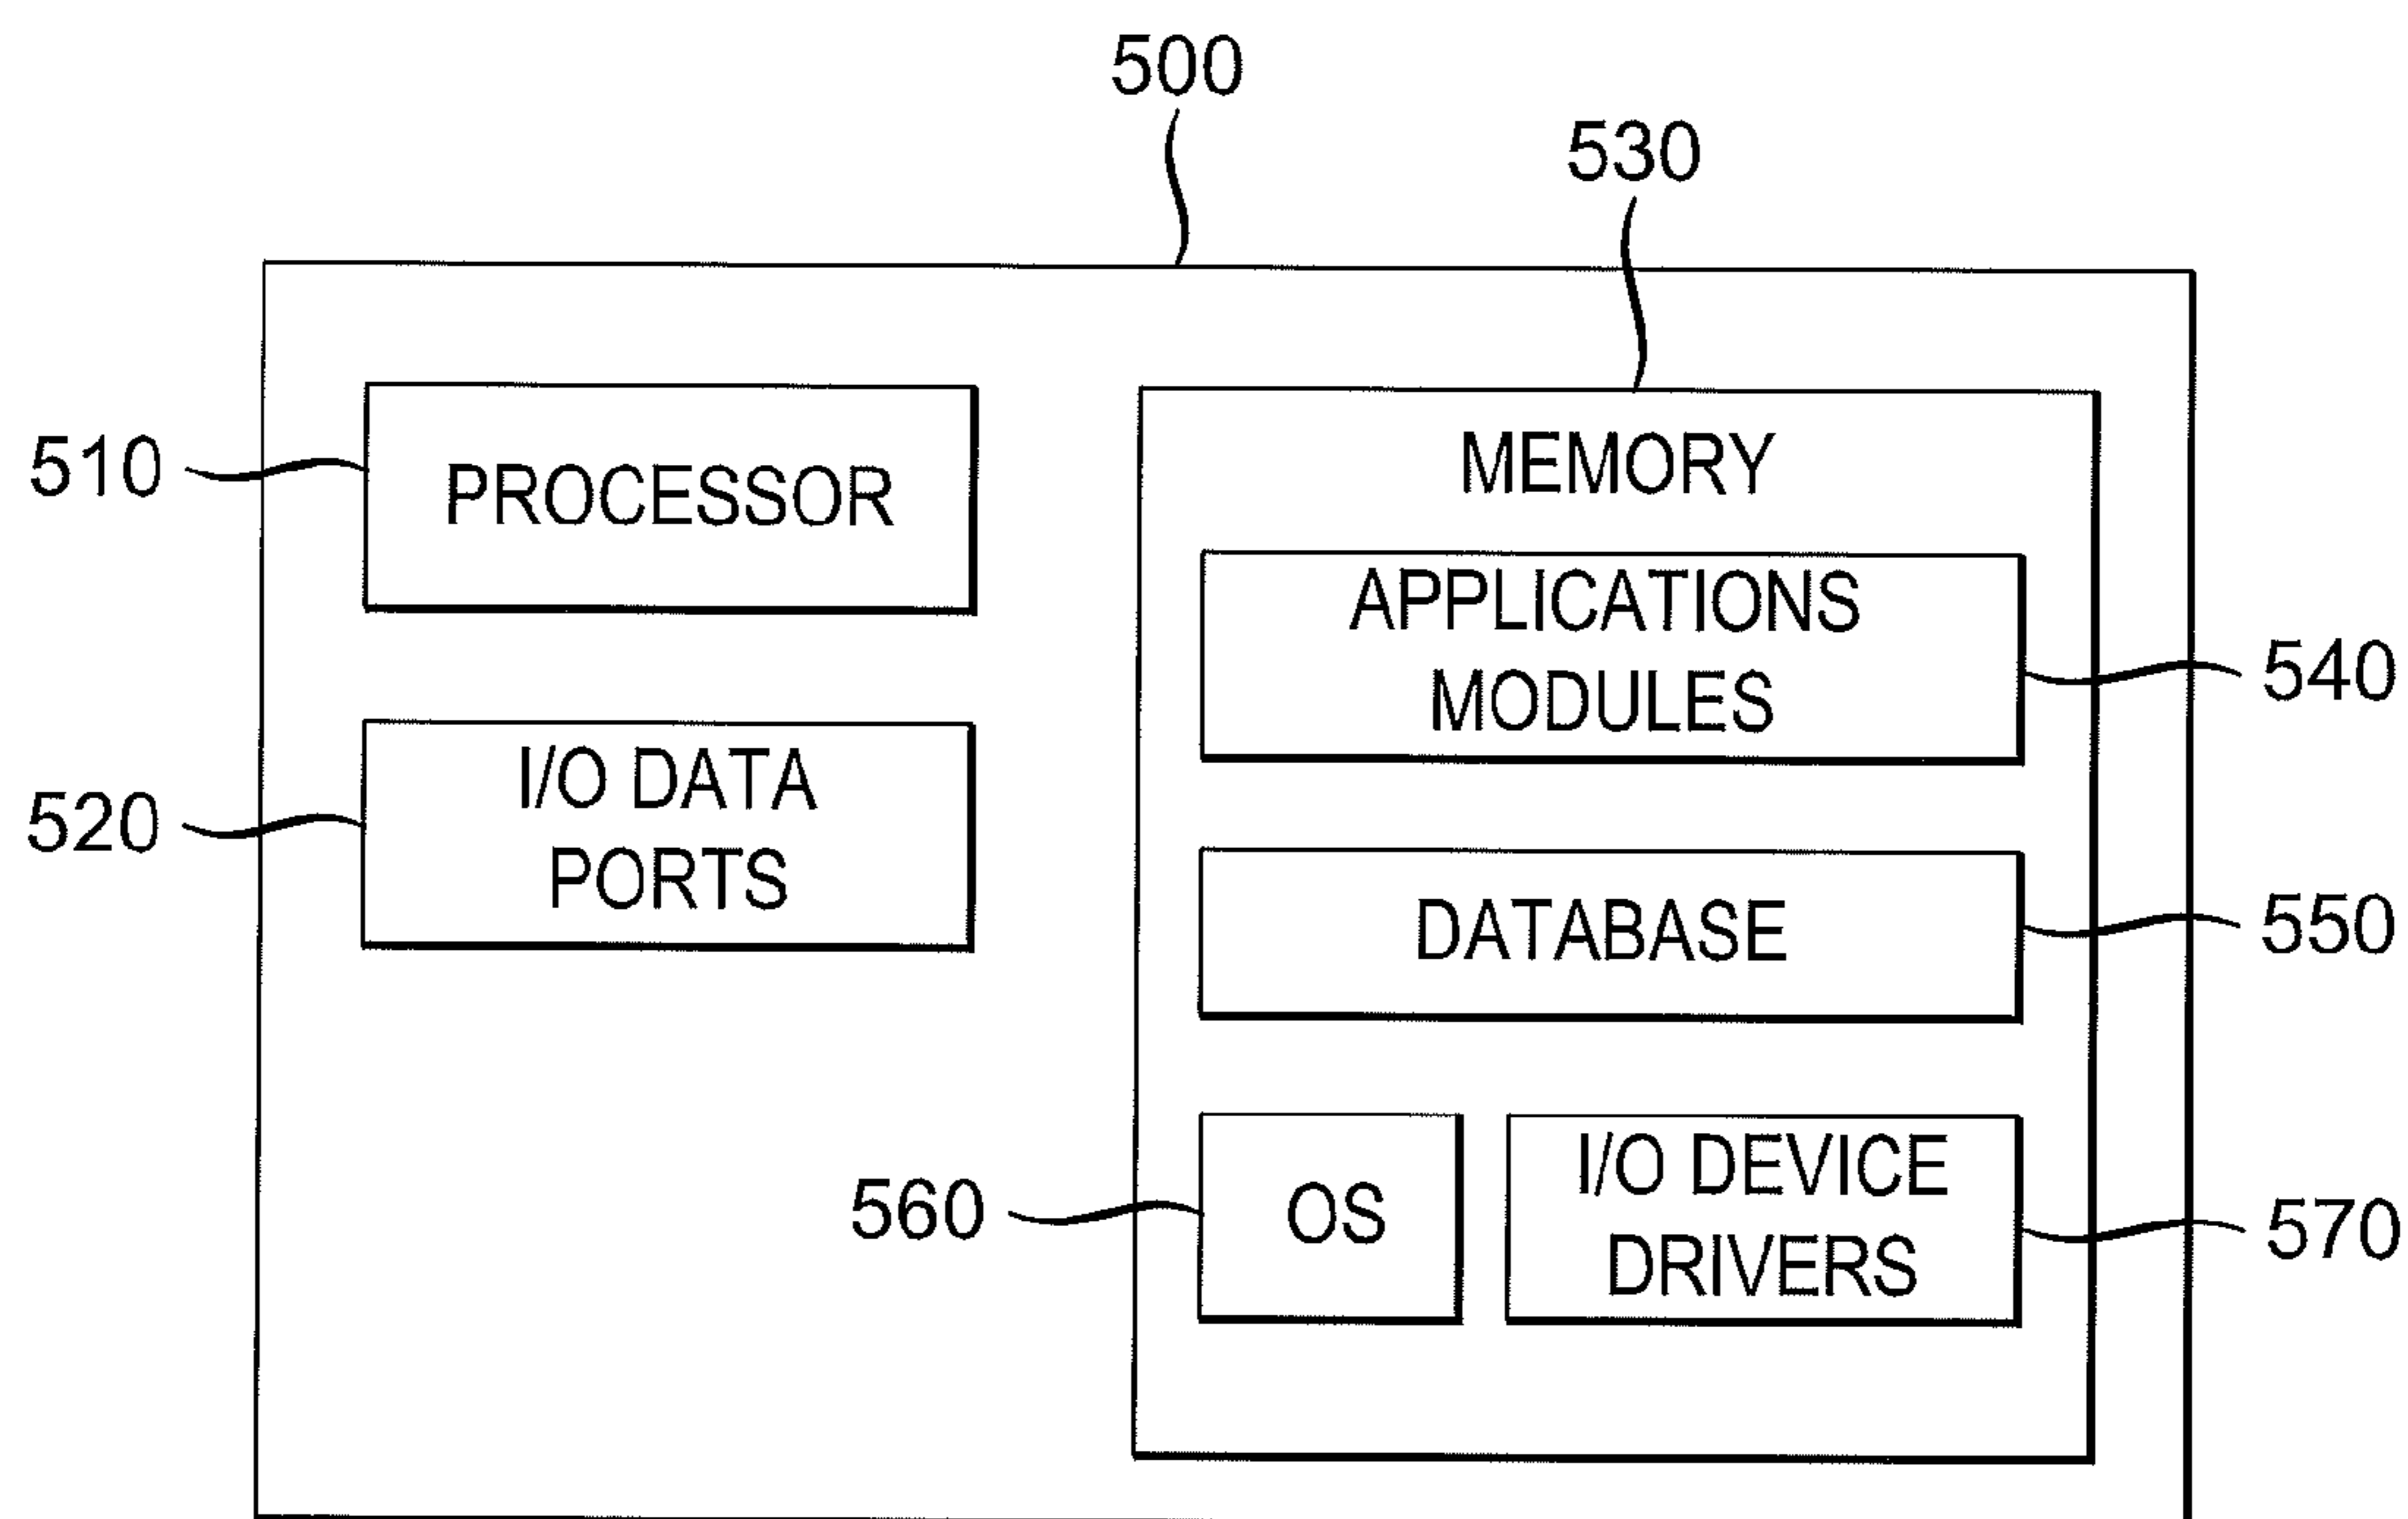 500
530
510
PROCESSOR
MEMORY
APPLICATIONS
MODULES
540
520
I/O DATA
PORTS
DATABASE
550
560
OS
I/O DEVICE
DRIVERS
570